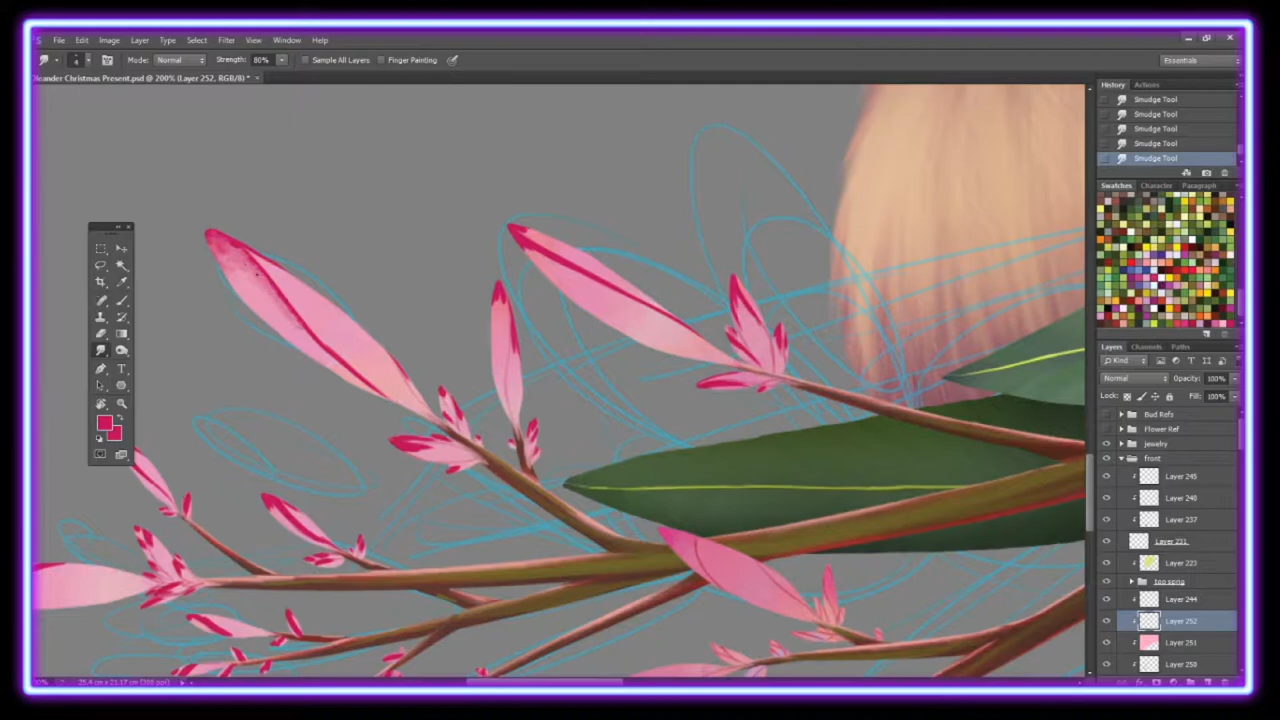 File Edit Image Layer Type Select Filter View Window Help
Mode: Normal Strength: 80% Sample All Layers Finger Painting Essentials
Oleander Christmas Present.psd @ 200% (Layer 252, RGB/8) *
History Actions
Smudge Tool
Smudge Tool
Smudge Tool
Smudge Tool
Smudge Tool
Swatches Character Paragraph
Layers Channels Paths
Kind
Normal Opacity: 100%
Lock: Fill: 100%
Bud Refs
Flower Ref
jewelry
front
Layer 245
Layer 240
Layer 237
Layer 231
Layer 223
top sprig
Layer 244
Layer 252
Layer 251
Layer 250